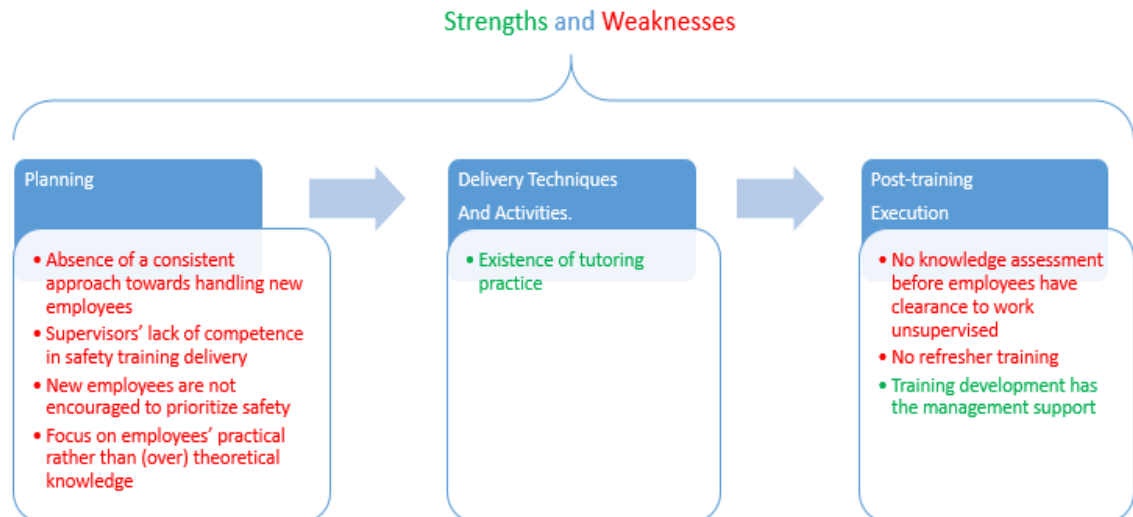 Strengths and Weaknesses
Planning
• Absence of a consistent
approach towards handling new
employees
• Supervisors’ lack of competence
in safety training delivery
• New employees are not
encouraged to prioritize safety
• Focus on employees’ practical
rather than (over) theoretical
knowledge
Delivery Techniques
And Activities.
• Existence of tutoring
practice
Post-training
Execution
• No knowledge assessment
before employees have
clearance to work
unsupervised
• No refresher training
• Training development has
the management support